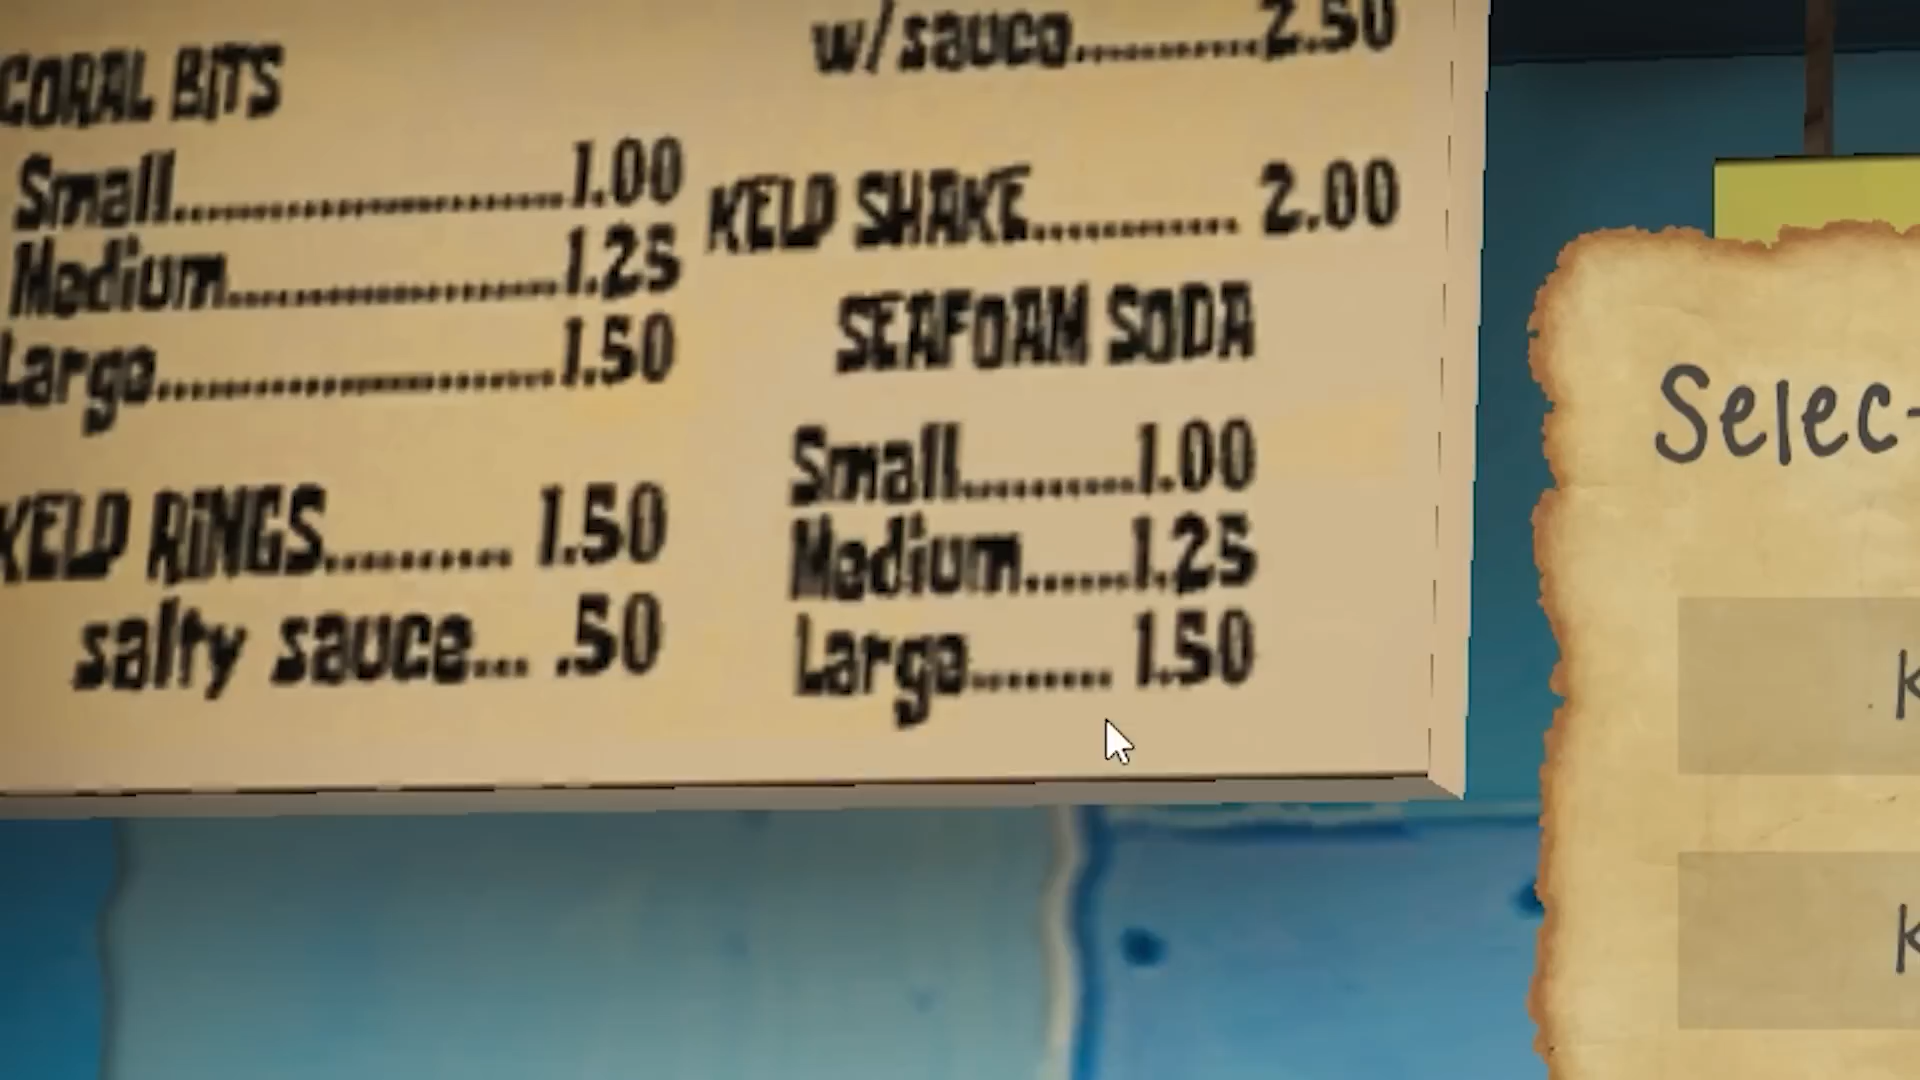 CORAL BITS
Small 1.00
Medium 1.25
Large 1.50
KELP RINGS 1.50
salty sauce... .50
w/sauce 2.50
KELP SHAKE 2.00
SEAFOAM SODA
Small 1.00
Medium 1.25
Large 1.50
Selec
K
K